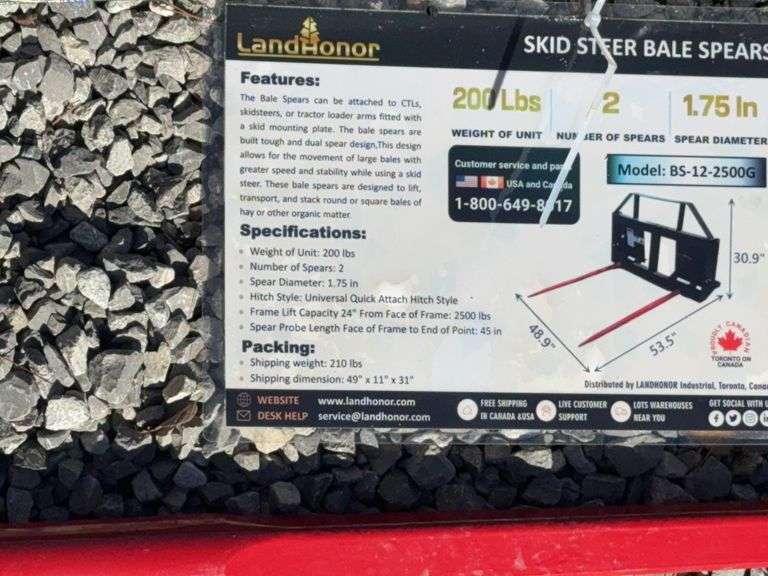 LANDHONOR
SKID STEER BALE SPEARS
Features:
The Bale Spears can be attached to CTLs,
skidsteers, or tractor loader arms fitted with
a skid mounting plate. The bale spears are
built tough and dual spear design,This design
allows for the movement of large bales with
greater speed and stability while using a skid
steer. These bale spears are designed to lift,
transport, and stack round or square bales of
hay or other organic matter.
200 Lbs
2
1.75 In
WEIGHT OF UNIT
NUMBER OF SPEARS
SPEAR DIAMETER
Customer service and
USA and Canada
1-800-649-
Model: BS-12-2500G
30.9"
48.9"
53.5"
Specifications:
• Weight of Unit: 200 lbs
• Number of Spears: 2
• Spear Diameter: 1.75 in
• Hitch Style: Universal Quick Attach Hitch Style
• Frame Lift Capacity 24" From Face of Frame: 2500 lbs
• Spear Probe Length Face of Frame to End of Point: 45 in
Packing:
• Shipping weight: 210 lbs
• Shipping dimension: 49" x 11" x 31"
PROUDLY CANADIAN
TORONTO ON
CANADA
Distributed by LANDHONOR Industrial, Toronto,
WEBSITE www.landhonor.com
DESK HELP service@landhonor.com
FREE SHIPPING
IN CANADA &USA
LIVE CUSTOMER
SUPPORT
LOTS WAREHOUSES
NEAR YOU
GET SOCIAL WITH